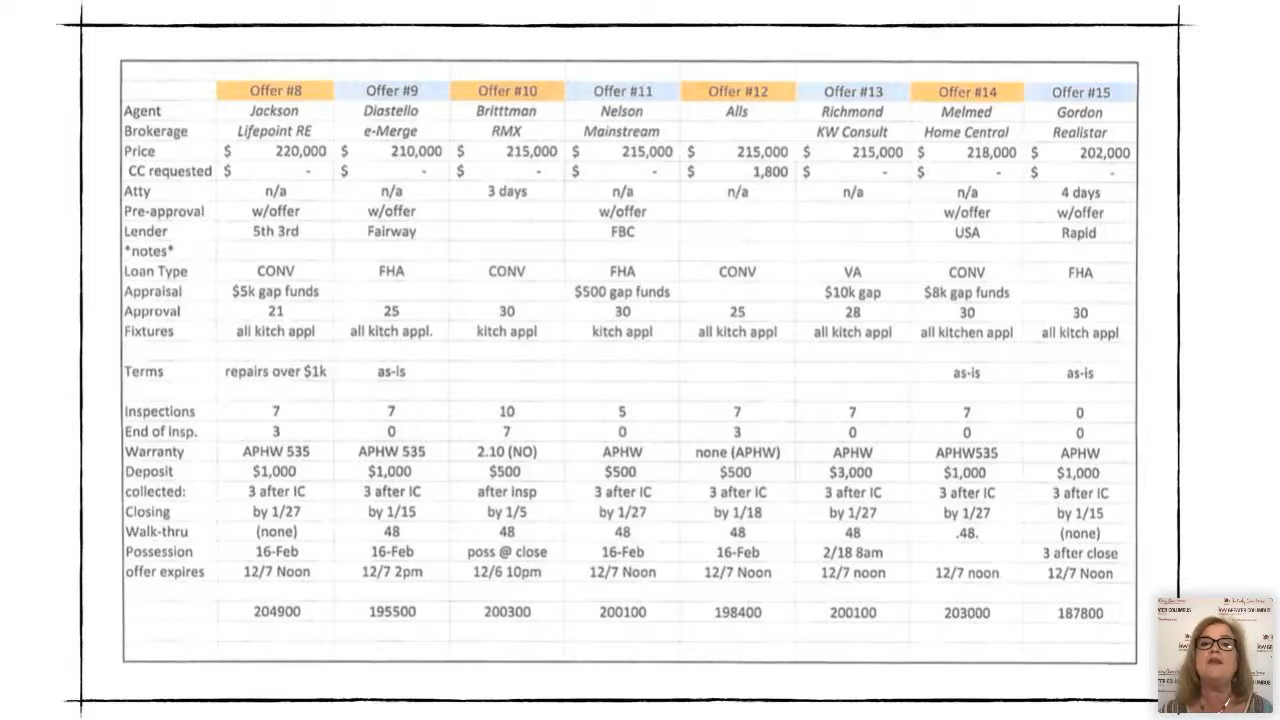 Offer #8 Offer #9 Offer #10 Offer #11 Offer #12 Offer #13 Offer #14 Offer #15
Agent Jackson Diastello Britttman Nelson Alls Richmond Melmed Gordon
Brokerage Lifepoint RE e-Merge RMX Mainstream KW Consult Home Central Realistar
Price $ 220,000 $ 210,000 $ 215,000 $ 215,000 $ 215,000 $ 215,000 $ 218,000 $ 202,000
CC requested $ - $ - $ - $ - $ 1,800 $ - $ - $ -
Atty n/a n/a 3 days n/a n/a n/a n/a 4 days
Pre-approval w/offer w/offer w/offer w/offer w/offer
Lender 5th 3rd Fairway FBC USA Rapid
*notes*
Loan Type CONV FHA CONV FHA CONV VA CONV FHA
Appraisal $5k gap funds $500 gap funds $10k gap $8k gap funds
Approval 21 25 30 30 25 28 30 30
Fixtures all kitch appl all kitch appl. kitch appl kitch appl all kitch appl all kitch appl all kitchen appl all kitch appl
Terms repairs over $1k as-is as-is as-is
Inspections 7 7 10 5 7 7 7 0
End of Insp. 3 0 7 0 3 0 0 0
Warranty APHW 535 APHW 535 2.10 (NO) APHW none (APHW) APHW APHW535 APHW
Deposit $1,000 $1,000 $500 $500 $500 $3,000 $1,000 $1,000
collected: 3 after IC 3 after IC after insp 3 after IC 3 after IC 3 after IC 3 after IC 3 after IC
Closing by 1/27 by 1/15 by 1/5 by 1/27 by 1/18 by 1/27 by 1/27 by 1/15
Walk-thru (none) 48 48 48 48 48 .48. (none)
Possession 16-Feb 16-Feb poss @ close 16-Feb 16-Feb 2/18 8am 3 after close
offer expires 12/7 Noon 12/7 2pm 12/6 10pm 12/7 Noon 12/7 Noon 12/7 noon 12/7 noon 12/7 Noon
204900 195500 200300 200100 198400 200100 203000 187800